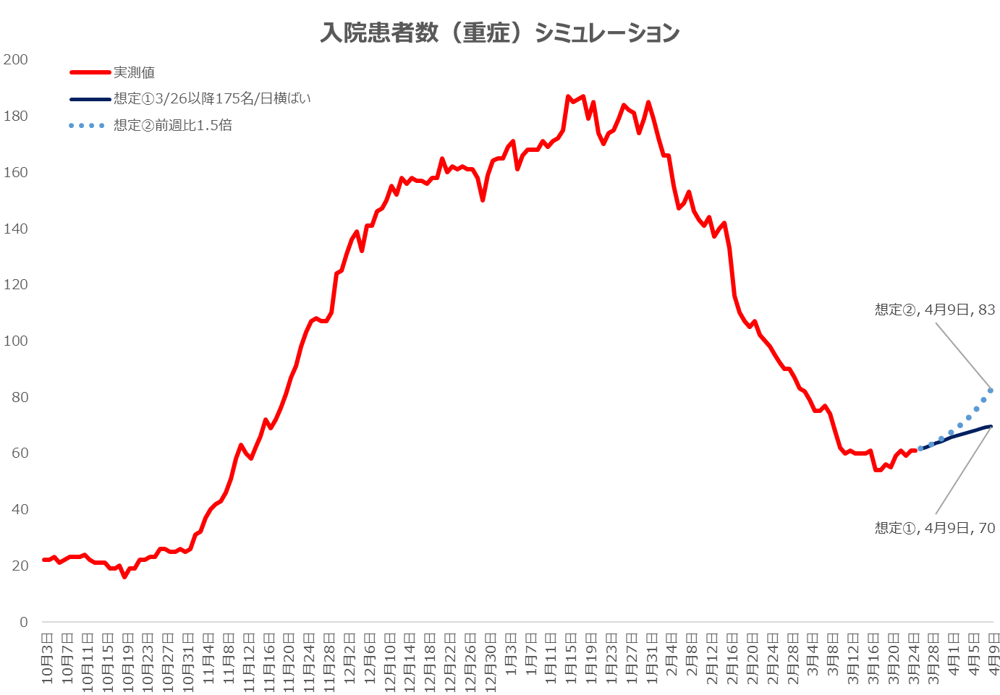 入院患者数（重症）シミュレーション
200
180
160
140
120
100
80
60
40
20
0
実測値
想定①3/26以降175名/日横ばい
想定②前週比1.5倍
想定②, 4月9日, 83
想定①, 4月9日, 70
10月3日
10月7日
10月11日
10月15日
10月19日
10月23日
10月27日
10月31日
11月4日
11月8日
11月12日
11月16日
11月20日
11月24日
11月28日
12月2日
12月6日
12月10日
12月14日
12月18日
12月22日
12月26日
12月30日
1月3日
1月7日
1月11日
1月15日
1月19日
1月23日
1月27日
1月31日
2月4日
2月8日
2月12日
2月16日
2月20日
2月24日
2月28日
3月4日
3月8日
3月12日
3月16日
3月20日
3月24日
3月28日
4月1日
4月5日
4月9日